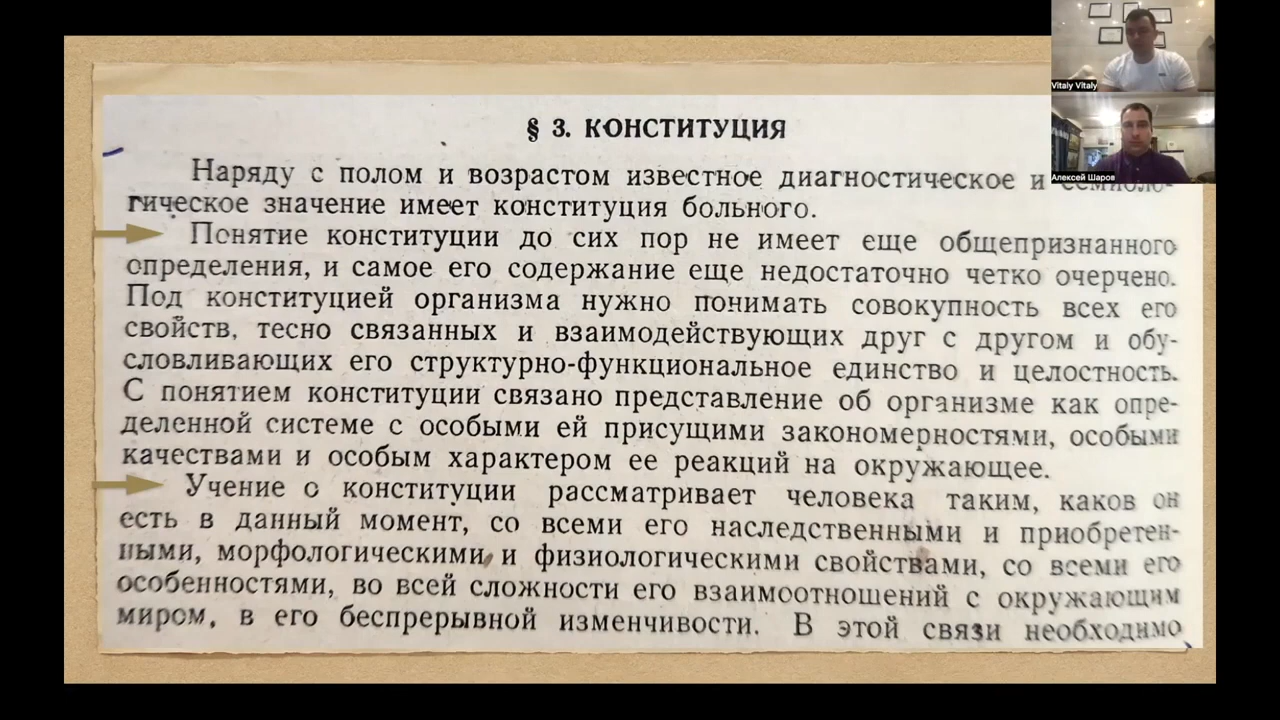 § 3. КОНСТИТУЦИЯ
Наряду с полом и возрастом известное диагностическое и семиоло-
гическое значение имеет конституция больного.
Понятие конституции до сих пор не имеет еще общепризнанного
определения, и самое его содержание еще недостаточно четко очерчено.
Под конституцией организма нужно понимать совокупность всех его
свойств, тесно связанных и взаимодействующих друг с другом и обу-
словливающих его структурно-функциональное единство и целостность.
С понятием конституции связано представление об организме как опре-
деленной системе с особыми ей присущими закономерностями, особыми
качествами и особым характером ее реакций на окружающее.
Учение о конституции рассматривает человека таким, каков он
есть в данный момент, со всеми его наследственными и приобретен-
ными, морфологическими и физиологическими свойствами, со всеми его
особенностями, во всей сложности его взаимоотношений с окружающим
миром, в его беспрерывной изменчивости. В этой связи необходимо
Vitaly Vitaly
Алексей Шаров